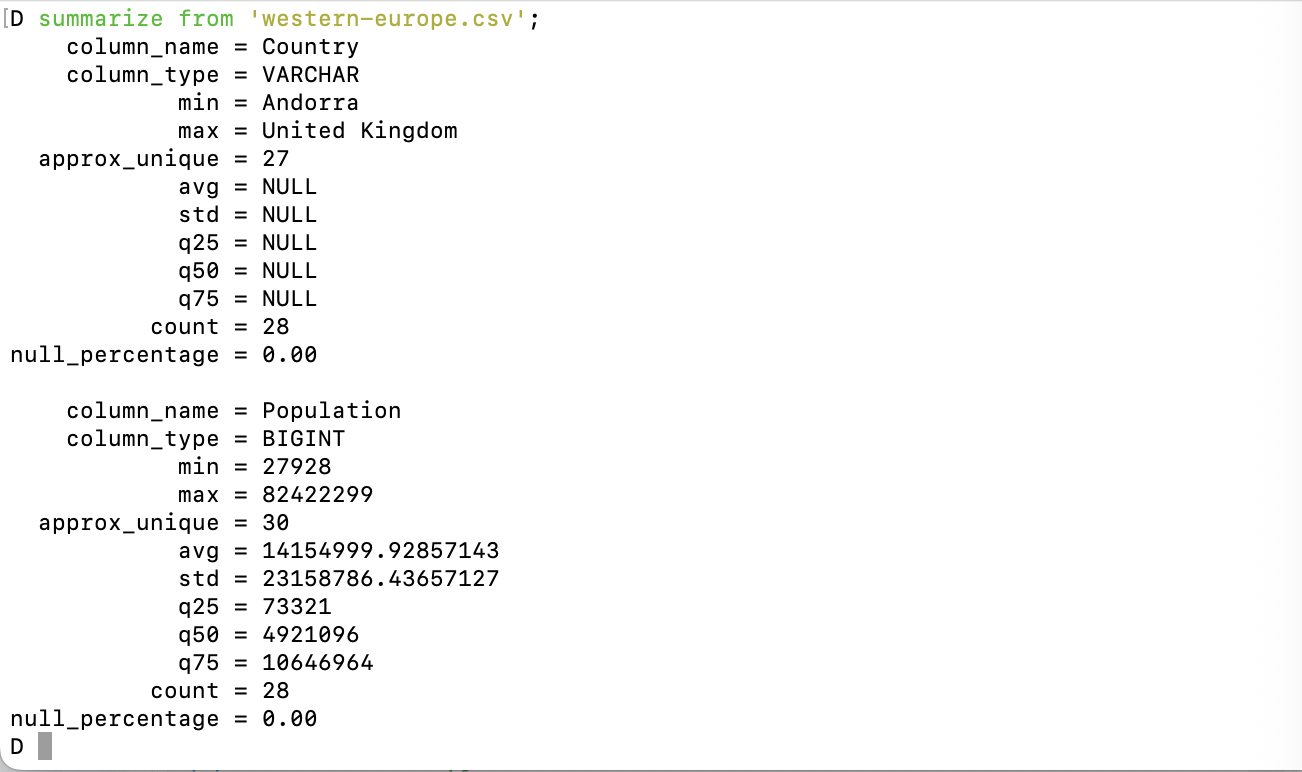 [D summarize from 'western-europe.csv';
column_name = Country
column_type = VARCHAR
min = Andorra
max = United Kingdom
approx_unique = 27
avg = NULL
std = NULL
q25 = NULL
q50 = NULL
q75 = NULL
count = 28
null_percentage = 0.00

column_name = Population
column_type = BIGINT
min = 27928
max = 82422299
approx_unique = 30
avg = 14154999.92857143
std = 23158786.43657127
q25 = 73321
q50 = 4921096
q75 = 10646964
count = 28
null_percentage = 0.00
D